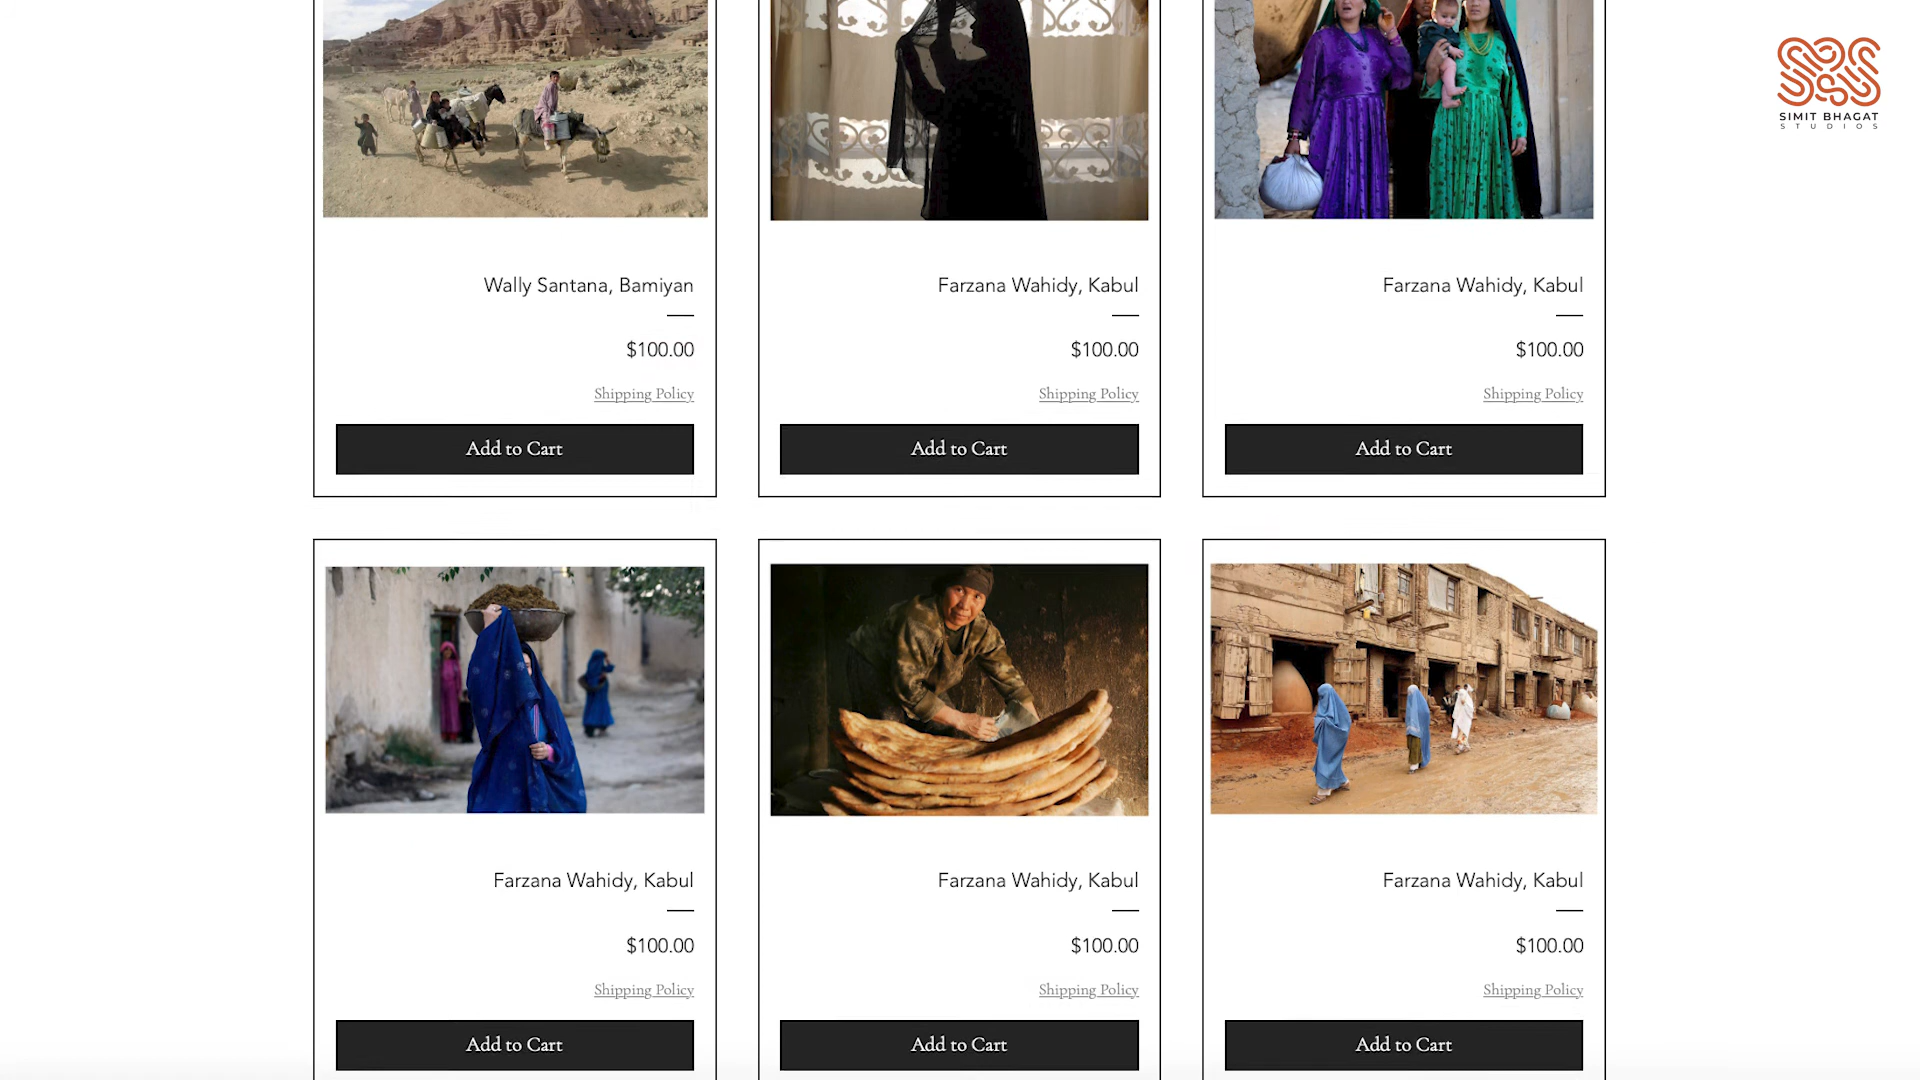 SIMIT BHAGAT
STUDIOS
Wally Santana, Bamiyan
$100.00
Shipping Policy
Add to Cart
Farzana Wahidy, Kabul
$100.00
Shipping Policy
Add to Cart
Farzana Wahidy, Kabul
$100.00
Shipping Policy
Add to Cart
Farzana Wahidy, Kabul
$100.00
Shipping Policy
Add to Cart
Farzana Wahidy, Kabul
$100.00
Shipping Policy
Add to Cart
Farzana Wahidy, Kabul
$100.00
Shipping Policy
Add to Cart